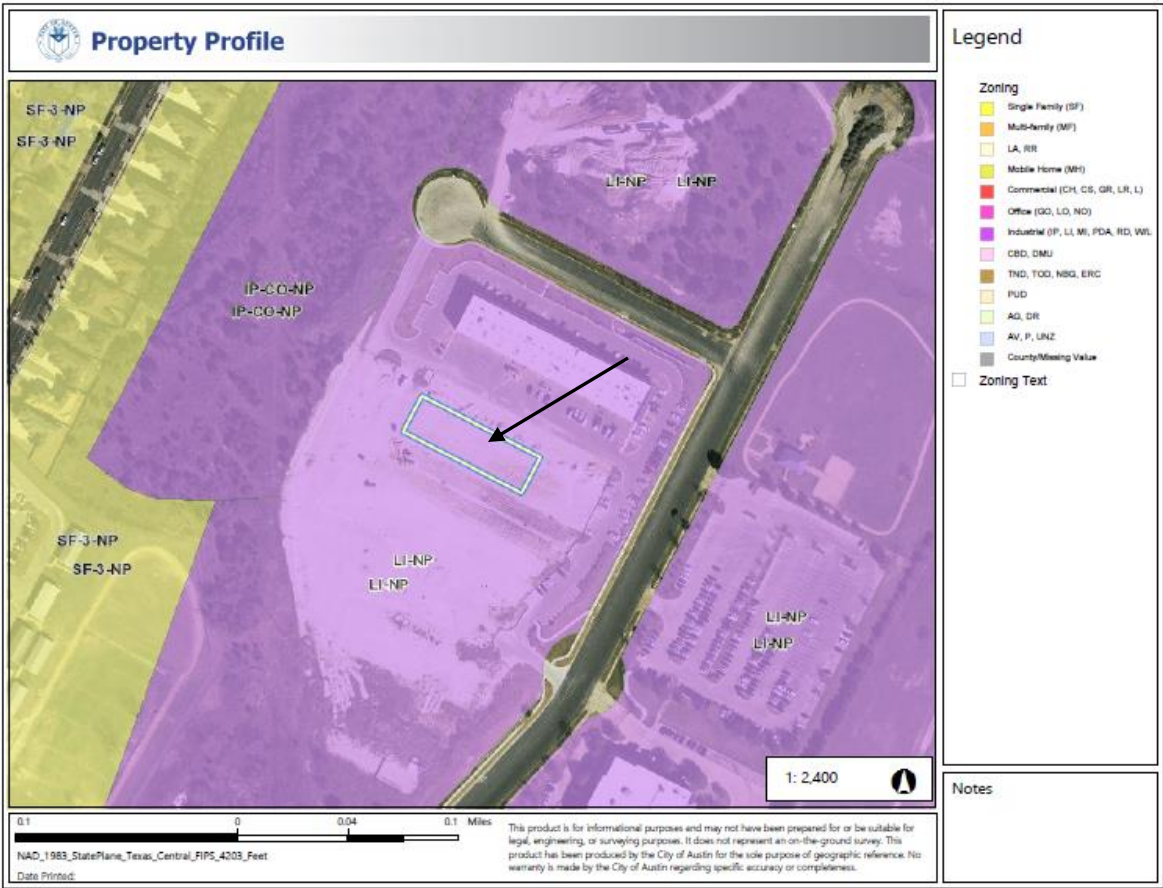 Property Profile
Legend
Zoning
Single Family (SF)
Multi-family (MF)
LA, RR
Mobile Home (MH)
Commercial (CH, CS, GR, LR, L)
Office (GO, LO, NO)
Industrial (IP, LI, MI, PDA, RD, W/L
CBD, DMU
TND, TOD, NBG, ERC
PUD
AG, DR
AV, P, UNZ
County/Missing Value
Zoning Text
SF-3-NP
SF-3-NP
LI-NP LI-NP
IP-CO-NP
IP-CO-NP
SF-3-NP
SF-3-NP
LI-NP
LI-NP
LI-NP
LI-NP
1: 2,400
Notes
0.1 0 0.04 0.1 Miles
NAD_1983_StatePlane_Texas_Central_FIPS_4203_Feet
Date Printed:
This product is for informational purposes and may not have been prepared for or be suitable for
legal, engineering, or surveying purposes. It does not represent an on-the-ground survey. This
product has been produced by the City of Austin for the sole purpose of geographic reference. No
warranty is made by the City of Austin regarding specific accuracy or completeness.